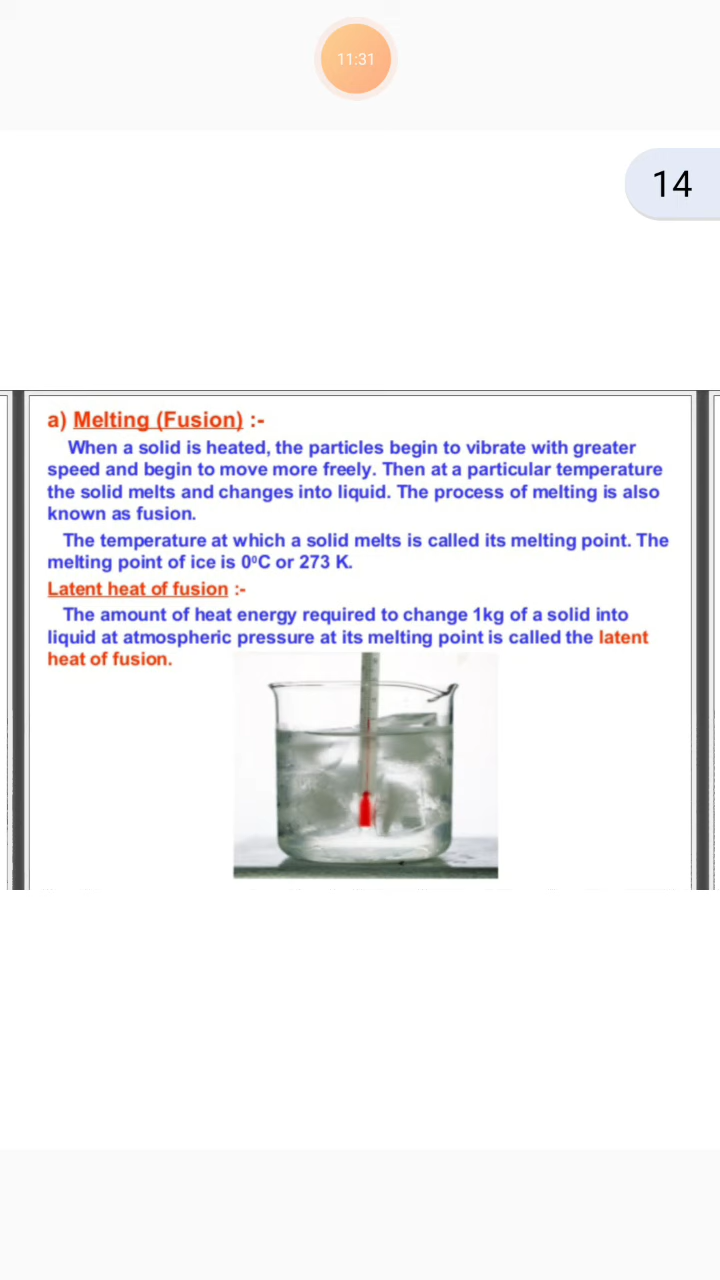 11:31
14
a) Melting (Fusion) :-
When a solid is heated, the particles begin to vibrate with greater
speed and begin to move more freely. Then at a particular temperature
the solid melts and changes into liquid. The process of melting is also
known as fusion.
The temperature at which a solid melts is called its melting point. The
melting point of ice is 0⁰C or 273 K.
Latent heat of fusion :-
The amount of heat energy required to change 1kg of a solid into
liquid at atmospheric pressure at its melting point is called the latent
heat of fusion.